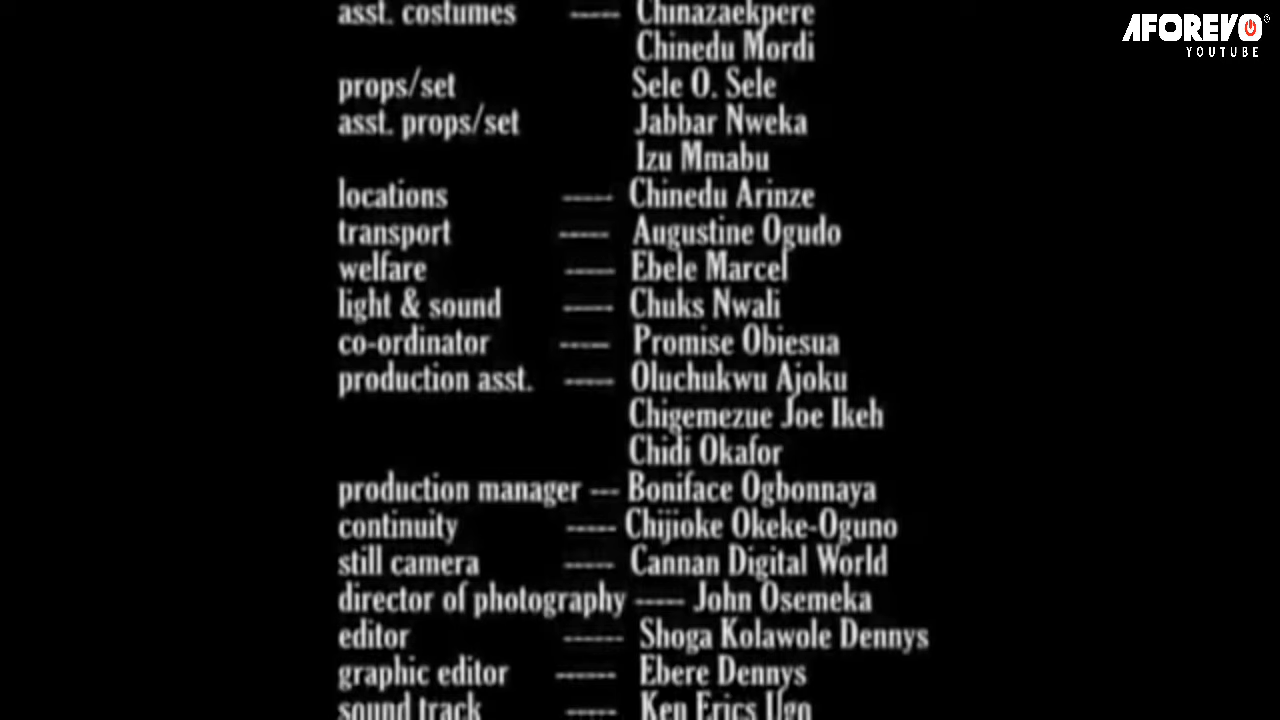 AFOREVO
YOUTUBE
asst. costumes ----- Chinazaekpere
Chinedu Mordi
props/set Sele O. Sele
asst. props/set Jabbar Nweka
Izu Mmabu
locations ----- Chinedu Arinze
transport ----- Augustine Ogudo
welfare ----- Ebele Marcel
light & sound ----- Chuks Nwali
co-ordinator ----- Promise Obiesua
production asst. ----- Oluchukwu Ajoku
Chigemezue Joe Ikeh
Chidi Okafor
production manager --- Boniface Ogbonnaya
continuity ----- Chijioke Okeke-Oguno
still camera ----- Cannan Digital World
director of photography ----- John Osemeka
editor ------ Shoga Kolawole Dennys
graphic editor ------ Ebere Dennys
sound track ----- Ken Erics Ugo